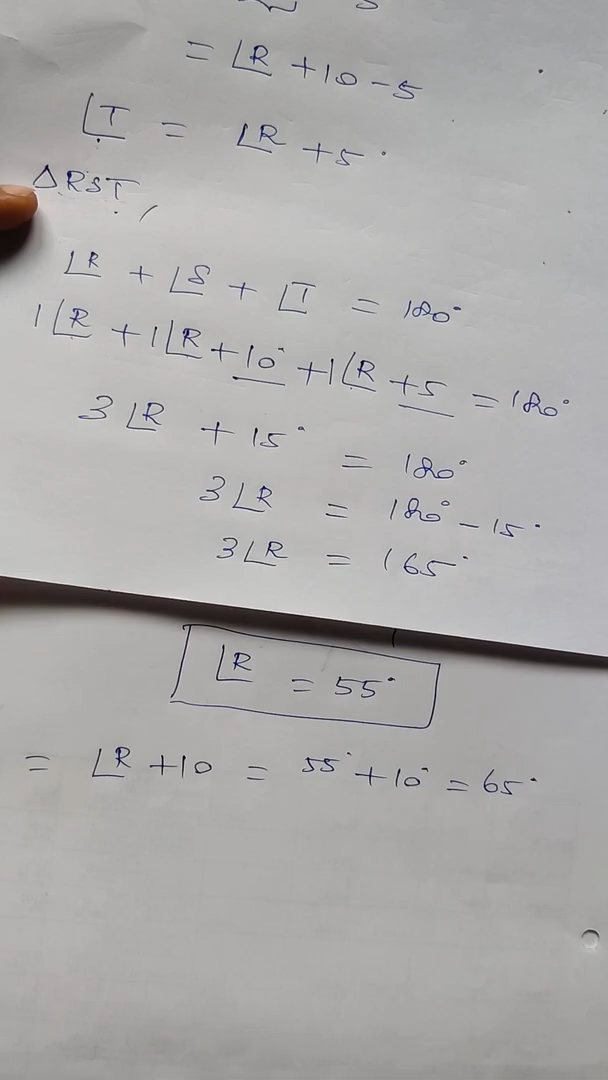 = ∠R + 10 - 5
∠T = ∠R + 5°
△RST,
∠R + ∠S + ∠T = 180°
1∠R + 1∠R + 10° + 1∠R + 5 = 180°
3∠R + 15° = 180°
3∠R = 180° - 15°
3∠R = 165°
∠R = 55°
= ∠R + 10 = 55° + 10° = 65°